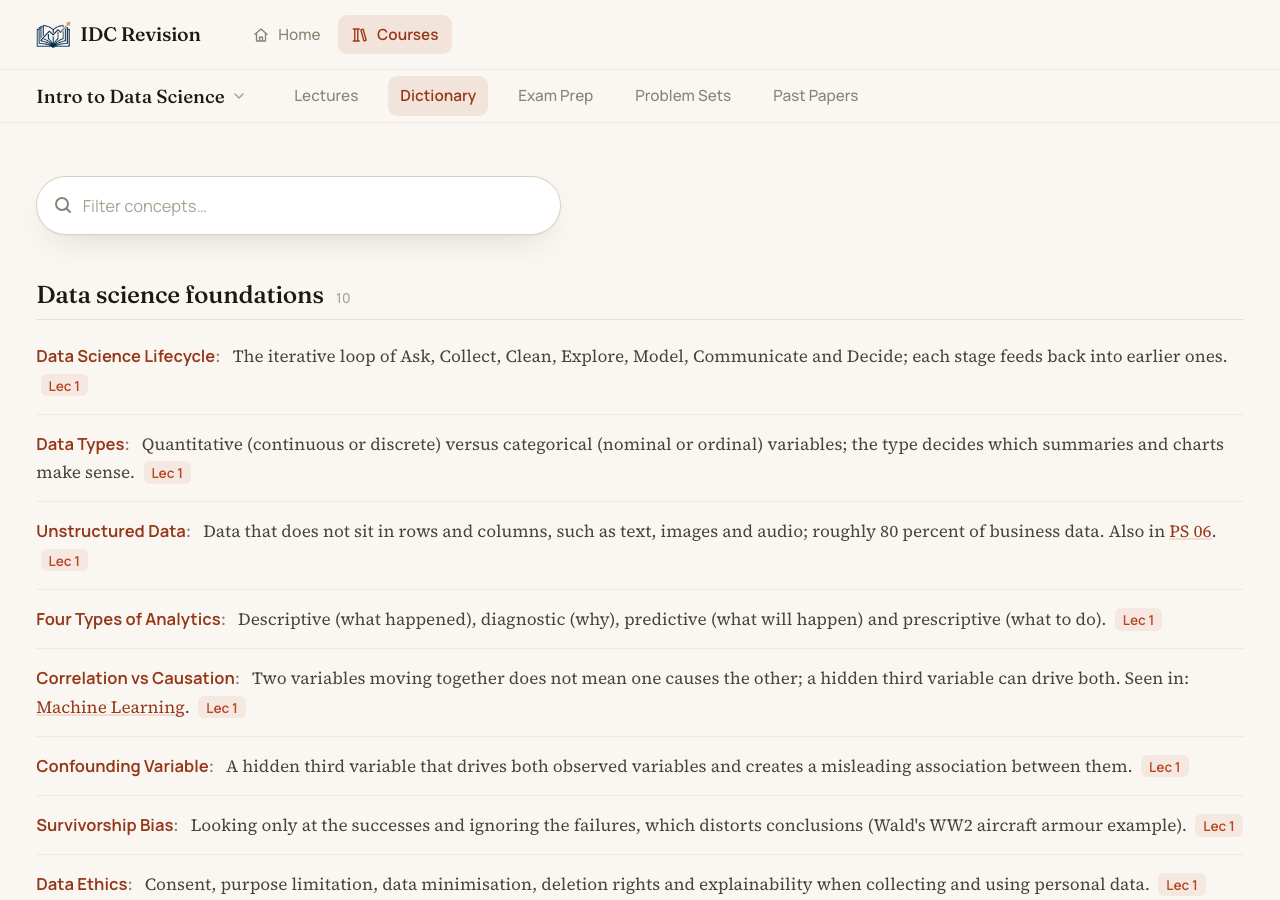 IDC Revision
Home
Courses
Intro to Data Science
Lectures
Dictionary
Exam Prep
Problem Sets
Past Papers
Filter concepts...
Data science foundations 10
Data Science Lifecycle: The iterative loop of Ask, Collect, Clean, Explore, Model, Communicate and Decide; each stage feeds back into earlier ones.
Lec 1
Data Types: Quantitative (continuous or discrete) versus categorical (nominal or ordinal) variables; the type decides which summaries and charts
make sense. Lec 1
Unstructured Data: Data that does not sit in rows and columns, such as text, images and audio; roughly 80 percent of business data. Also in PS 06.
Lec 1
Four Types of Analytics: Descriptive (what happened), diagnostic (why), predictive (what will happen) and prescriptive (what to do). Lec 1
Correlation vs Causation: Two variables moving together does not mean one causes the other; a hidden third variable can drive both. Seen in:
Machine Learning. Lec 1
Confounding Variable: A hidden third variable that drives both observed variables and creates a misleading association between them. Lec 1
Survivorship Bias: Looking only at the successes and ignoring the failures, which distorts conclusions (Wald's WW2 aircraft armour example). Lec 1
Data Ethics: Consent, purpose limitation, data minimisation, deletion rights and explainability when collecting and using personal data. Lec 1